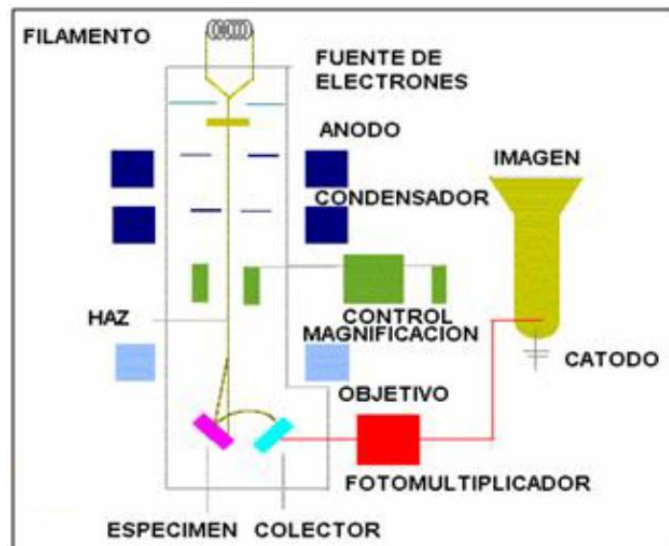 FILAMENTO
FUENTE DE
ELECTRONES
ANODO
IMAGEN
CONDENSADOR
CONTROL
MAGNIFICACION
HAZ
CATODO
OBJETIVO
FOTOMULTIPLICADOR
ESPECIMEN
COLECTOR